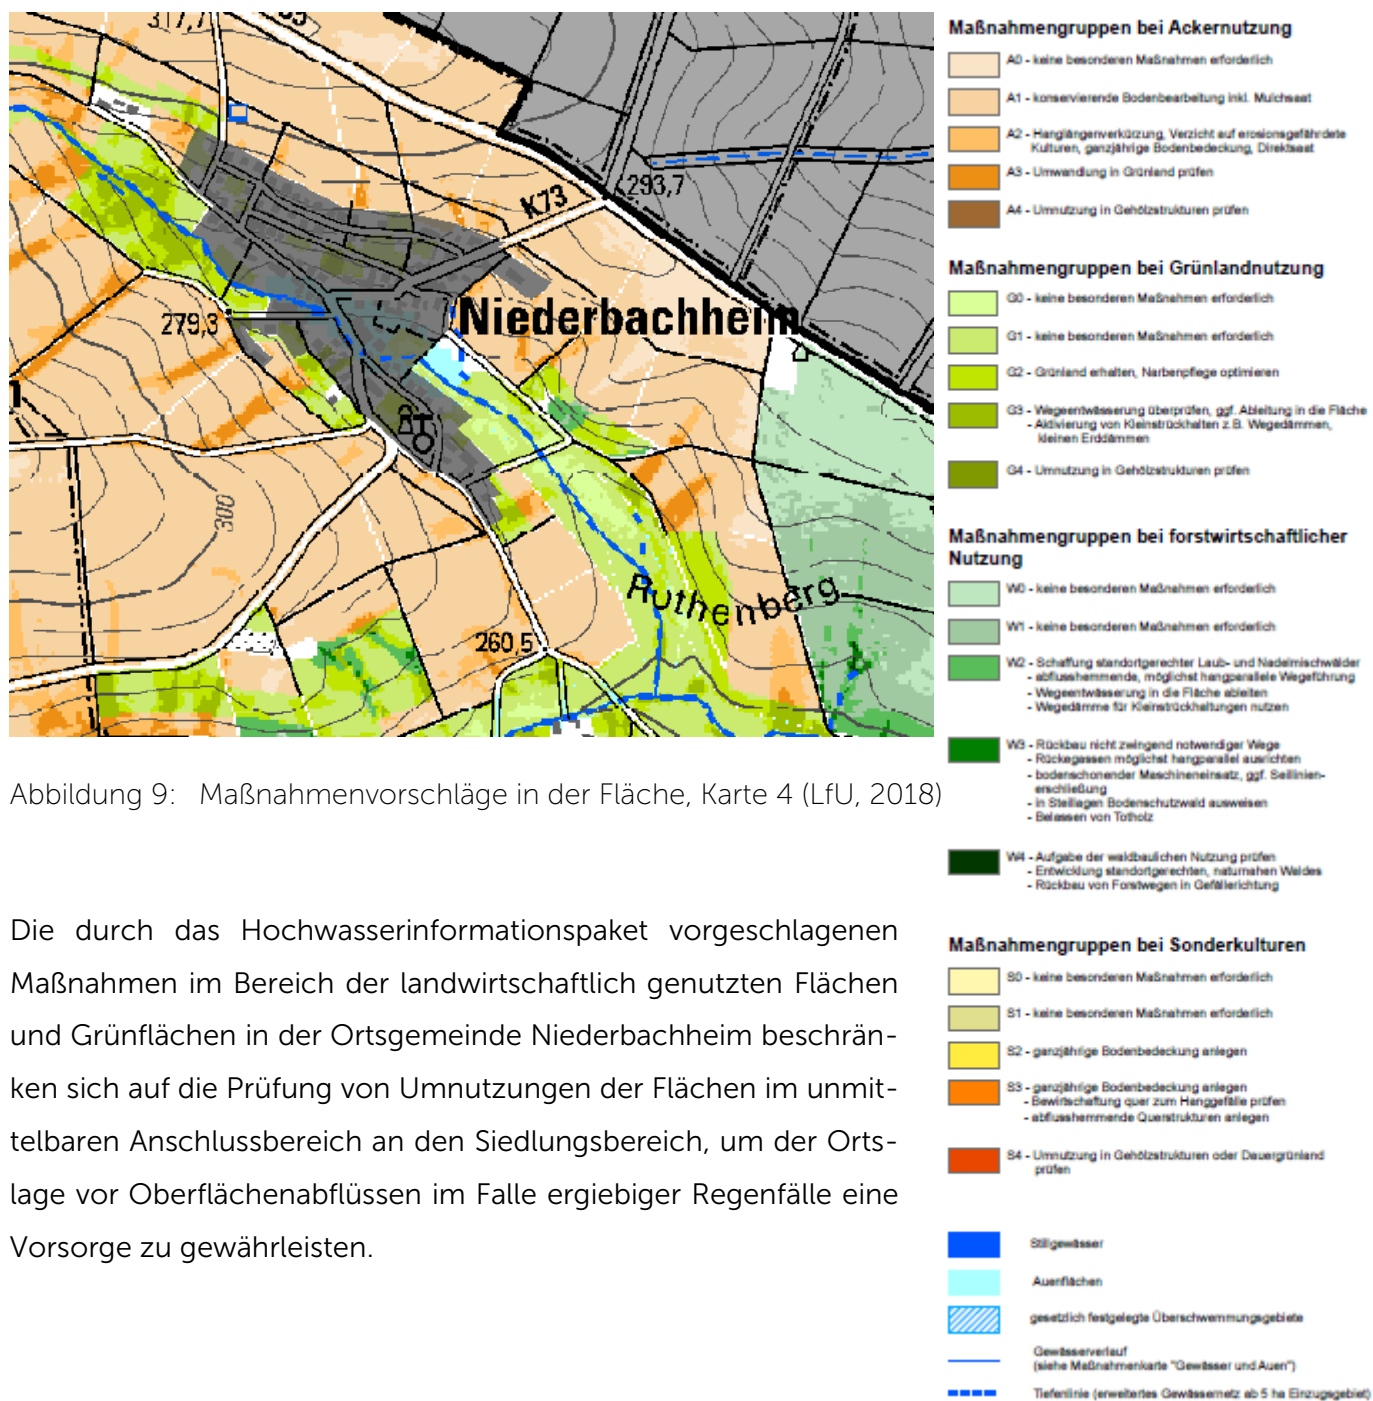 317,7
K73
293,7
Niederbachheim
279,3
300
Ruthenberg
260,5
Abbildung 9: Maßnahmenvorschläge in der Fläche, Karte 4 (LfU, 2018)
Die durch das Hochwasserinformationspaket vorgeschlagenen
Maßnahmen im Bereich der landwirtschaftlich genutzten Flächen
und Grünflächen in der Ortsgemeinde Niederbachheim beschrän-
ken sich auf die Prüfung von Umnutzungen der Flächen im unmit-
telbaren Anschlussbereich an den Siedlungsbereich, um der Orts-
lage vor Oberflächenabflüssen im Falle ergiebiger Regenfälle eine
Vorsorge zu gewährleisten.
Maßnahmengruppen bei Ackernutzung
A0 - keine besonderen Maßnahmen erforderlich
A1 - konservierende Bodenbearbeitung inkl. Mulchsaat
A2 - Hanglängenverkürzung, Verzicht auf erosionsgefährdete
Kulturen, ganzjährige Bodenbedeckung, Direktsaat
A3 - Umwandlung in Grünland prüfen
A4 - Umnutzung in Gehölzstrukturen prüfen
Maßnahmengruppen bei Grünlandnutzung
G0 - keine besonderen Maßnahmen erforderlich
G1 - keine besonderen Maßnahmen erforderlich
G2 - Grünland erhalten, Narbenpflege optimieren
G3 - Wegeentwässerung überprüfen, ggf. Ableitung in die Fläche
- Aktivierung von Kleinstrückhalten z.B. Wegedämmen,
kleinen Erddämmen
G4 - Umnutzung in Gehölzstrukturen prüfen
Maßnahmengruppen bei forstwirtschaftlicher
Nutzung
W0 - keine besonderen Maßnahmen erforderlich
W1 - keine besonderen Maßnahmen erforderlich
W2 - Schaffung standortgerechter Laub- und Nadelmischwälder
- abflusshemmende, möglichst hangparallele Wegeführung
- Wegeentwässerung in die Fläche ableiten
- Wegedämme für Kleinstrückhaltungen nutzen
W3 - Rückbau nicht zwingend notwendiger Wege
- Rückegassen möglichst hangparallel ausrichten
- bodenschonender Maschineneinsatz, ggf. Seillinien-
erschließung
- in Steillagen Bodenschutzwald ausweisen
- Belassen von Totholz
W4 - Aufgabe der waldbaulichen Nutzung prüfen
- Entwicklung standortgerechten, naturnahen Waldes
- Rückbau von Forstwegen in Gefällerichtung
Maßnahmengruppen bei Sonderkulturen
S0 - keine besonderen Maßnahmen erforderlich
S1 - keine besonderen Maßnahmen erforderlich
S2 - ganzjährige Bodenbedeckung anlegen
S3 - ganzjährige Bodenbedeckung anlegen
- Bewirtschaftung quer zum Hanggefälle prüfen
- abflusshemmende Querstrukturen anlegen
S4 - Umnutzung in Gehölzstrukturen oder Dauergrünland
prüfen
Stillgewässer
Auenflächen
gesetzlich festgelegte Überschwemmungsgebiete
Gewässerverlauf
(siehe Maßnahmenkarte "Gewässer und Auen")
Tiefenlinie (erweitertes Gewässernetz ab 5 ha Einzugsgebiet)